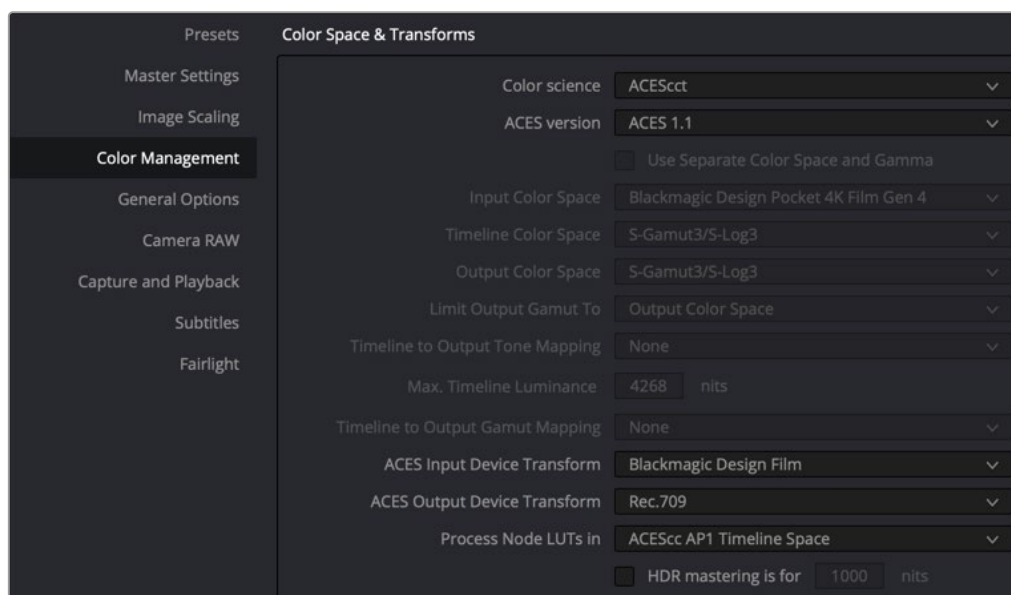 Presets
Master Settings
Image Scaling
Color Management
General Options
Camera RAW
Capture and Playback
Subtitles
Fairlight
Color Space & Transforms
Color science ACEScct
ACES version ACES 1.1
Use Separate Color Space and Gamma
Input Color Space Blackmagic Design Pocket 4K Film Gen 4
Timeline Color Space S-Gamut3/S-Log3
Output Color Space S-Gamut3/S-Log3
Limit Output Gamut To Output Color Space
Timeline to Output Tone Mapping None
Max. Timeline Luminance 4268 nits
Timeline to Output Gamut Mapping None
ACES Input Device Transform Blackmagic Design Film
ACES Output Device Transform Rec.709
Process Node LUTs in ACEScc AP1 Timeline Space
HDR mastering is for 1000 nits